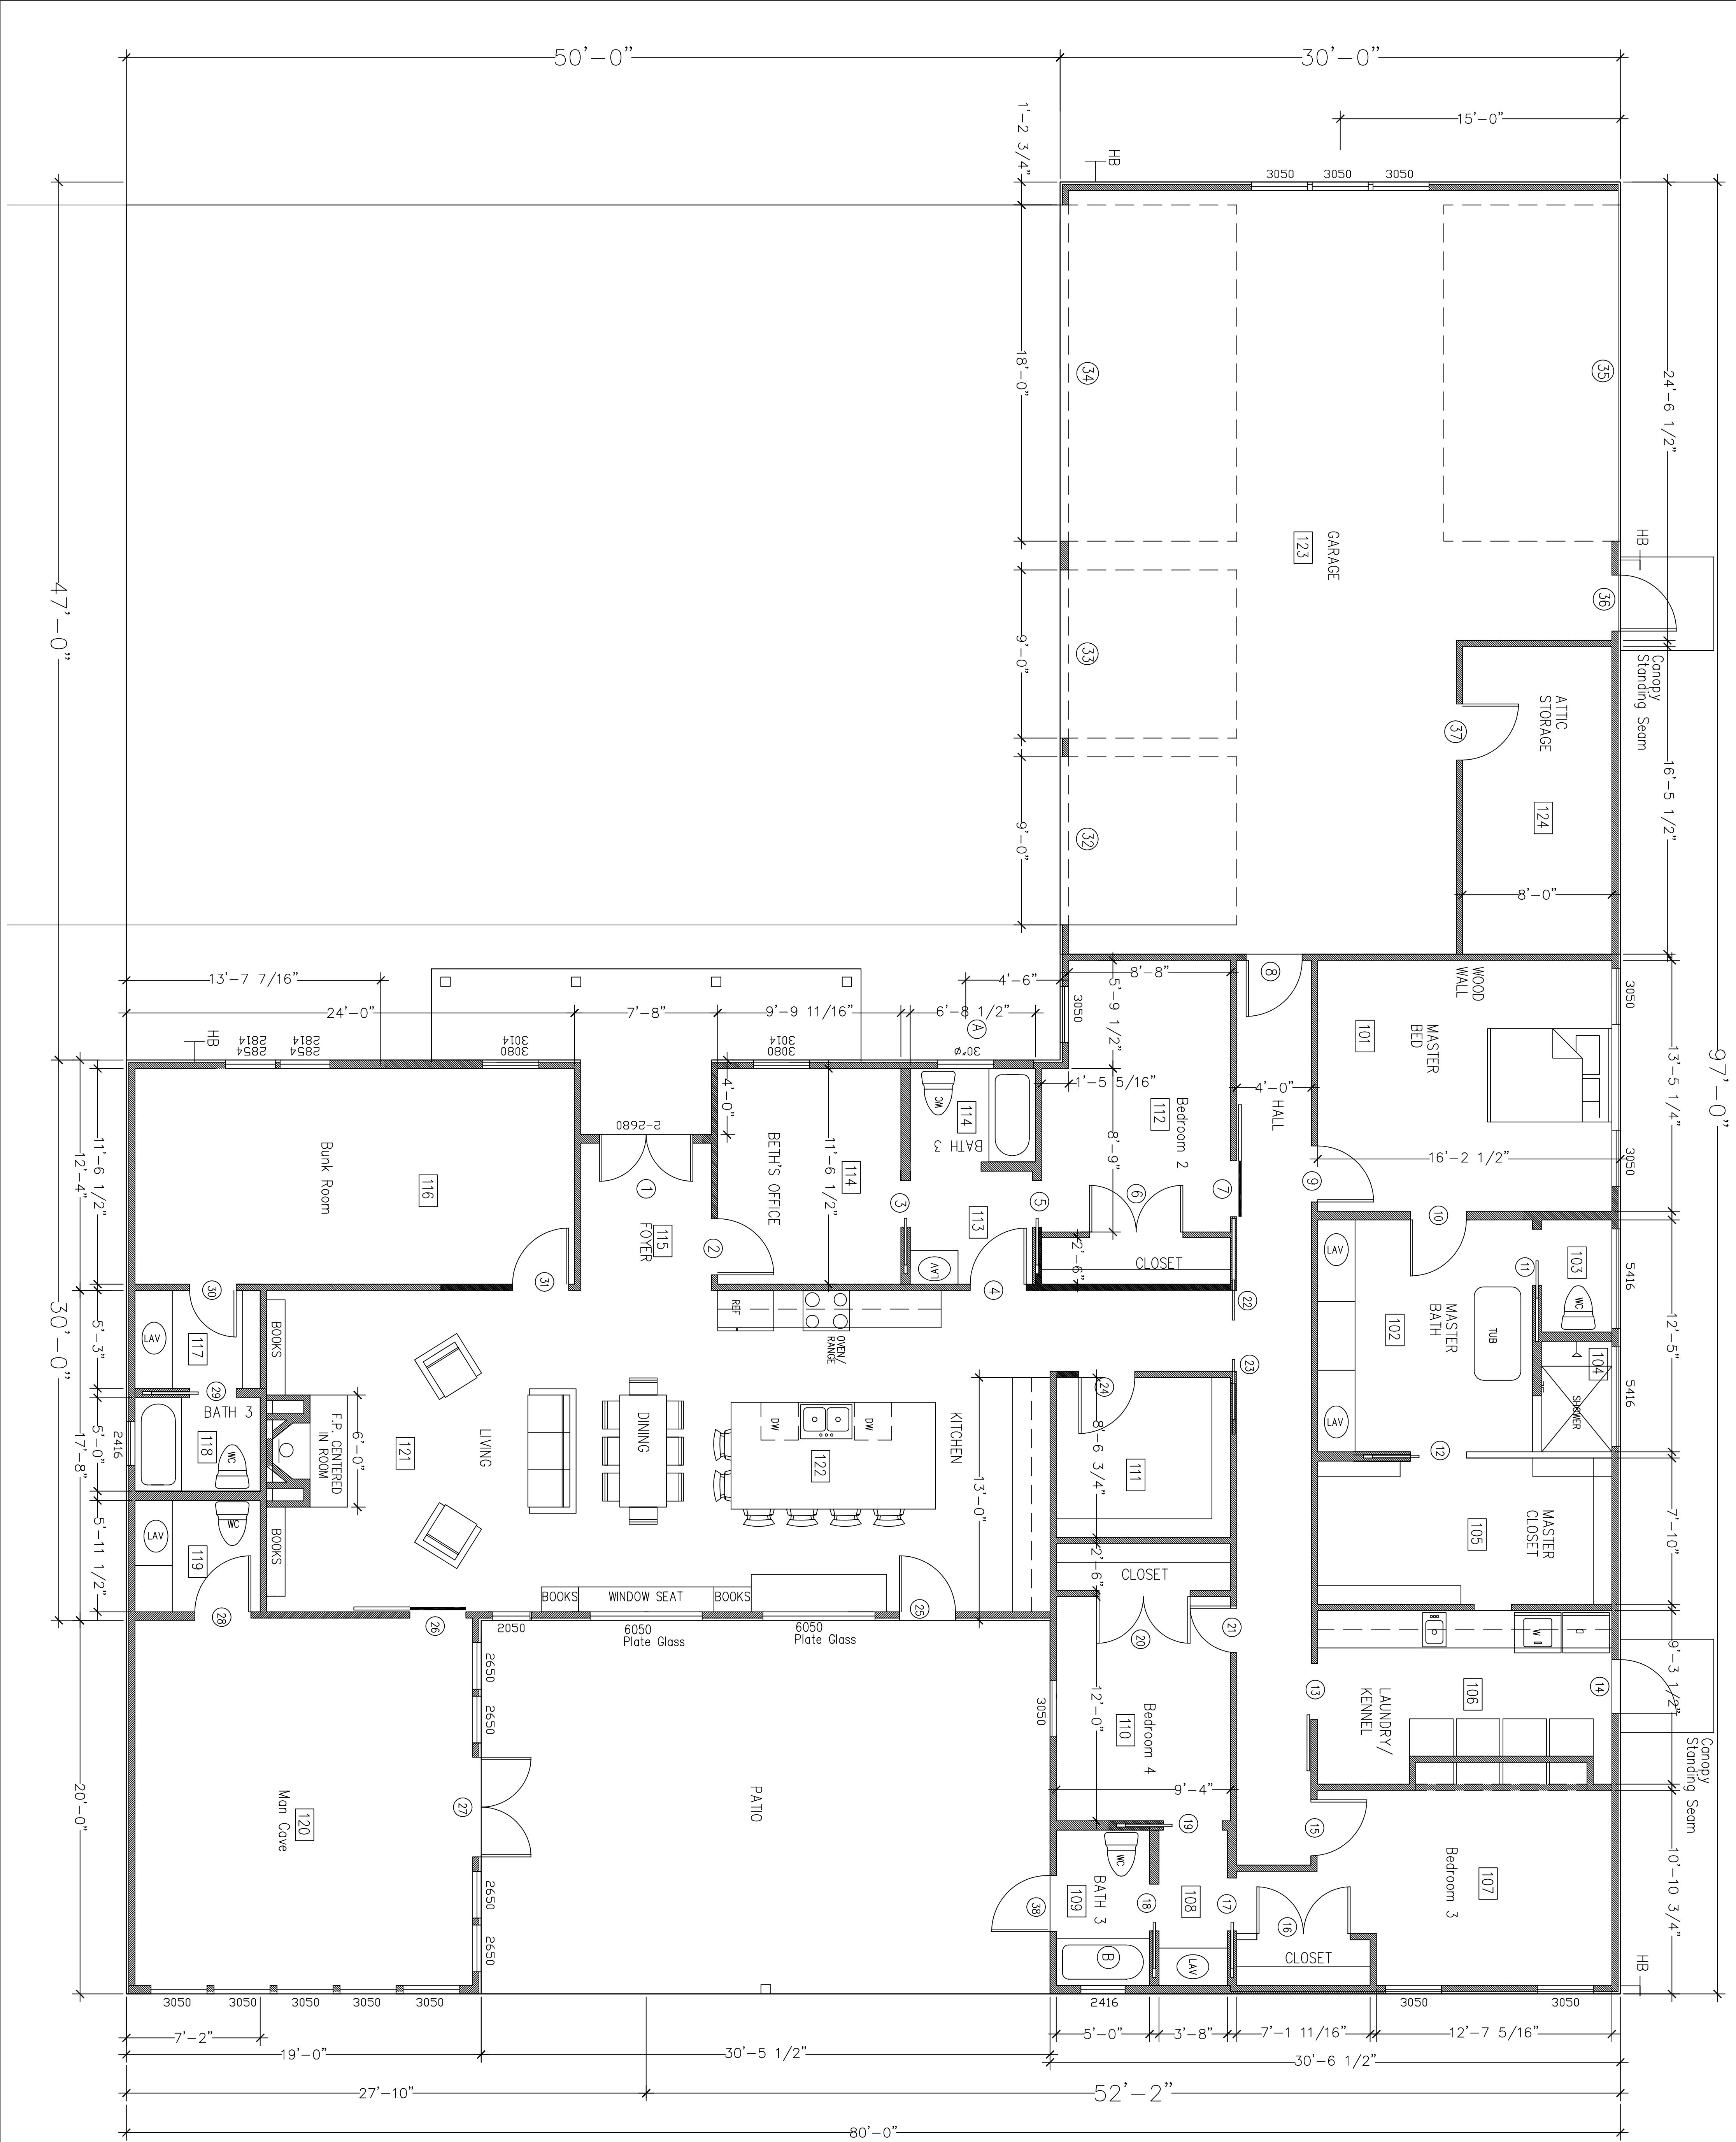 50'-0"
30'-0"
15'-0"
1'-2 3/4"
HB
3050
3050
3050
24'-6 1/2"
97'-0"
47'-0"
18'-0"
34
35
GARAGE
123
HB
36
Canopy
Standing Seam
9'-0"
33
ATTIC
STORAGE
37
124
16'-5 1/2"
9'-0"
32
8'-0"
13'-7 7/16"
4'-6"
8'-8"
8
WOOD
WALL
3050
24'-0"
7'-8"
9'-9 11/16"
6'-8 1/2"
A
3050
5'-9 1/2"
101
MASTER
BED
13'-5 1/4"
HB
2814
2854
2814
2854
3014
3080
3014
3080
30"ø
1'-5 5/16"
4'-0"
HALL
4'-0"
WC
114
BATH 3
Bedroom 2
112
8'-9"
16'-2 1/2"
3050
2-2680
11'-6 1/2"
12'-4"
Bunk Room
116
1
BETH'S OFFICE
114
11'-6 1/2"
3
5
6
7
9
10
115
FOYER
2
113
LAV
2'-6"
CLOSET
LAV
11
103
WC
5416
30
31
4
22
30'-0"
5'-3"
LAV
117
BOOKS
REF
OVEN/
RANGE
102
MASTER
BATH
TUB
12'-5"
23
104
SHOWER
5416
29
BATH 3
118
WC
2416
5'-0"
17'-8"
F.P. CENTERED
IN ROOM
6'-0"
121
LIVING
DINING
DW
DW
122
KITCHEN
13'-0"
24
8'-6 3/4"
111
LAV
12
5'-11 1/2"
LAV
WC
119
BOOKS
2'-6"
CLOSET
105
MASTER
CLOSET
7'-10"
BOOKS
WINDOW SEAT
BOOKS
25
28
26
2050
6050
Plate Glass
6050
Plate Glass
20
21
W
D
9'-3 1/2"
14
13
106
LAUNDRY/
KENNEL
2650
2650
3050
12'-0"
110
Bedroom 4
9'-4"
Canopy
Standing Seam
20'-0"
Man Cave
120
27
PATIO
19
15
WC
BATH 3
109
18
108
17
107
Bedroom 3
10'-10 3/4"
2650
2650
38
16
CLOSET
B
LAV
HB
3050
3050
3050
3050
3050
2416
3050
3050
7'-2"
5'-0"
3'-8"
7'-1 11/16"
12'-7 5/16"
19'-0"
30'-5 1/2"
30'-6 1/2"
27'-10"
52'-2"
80'-0"